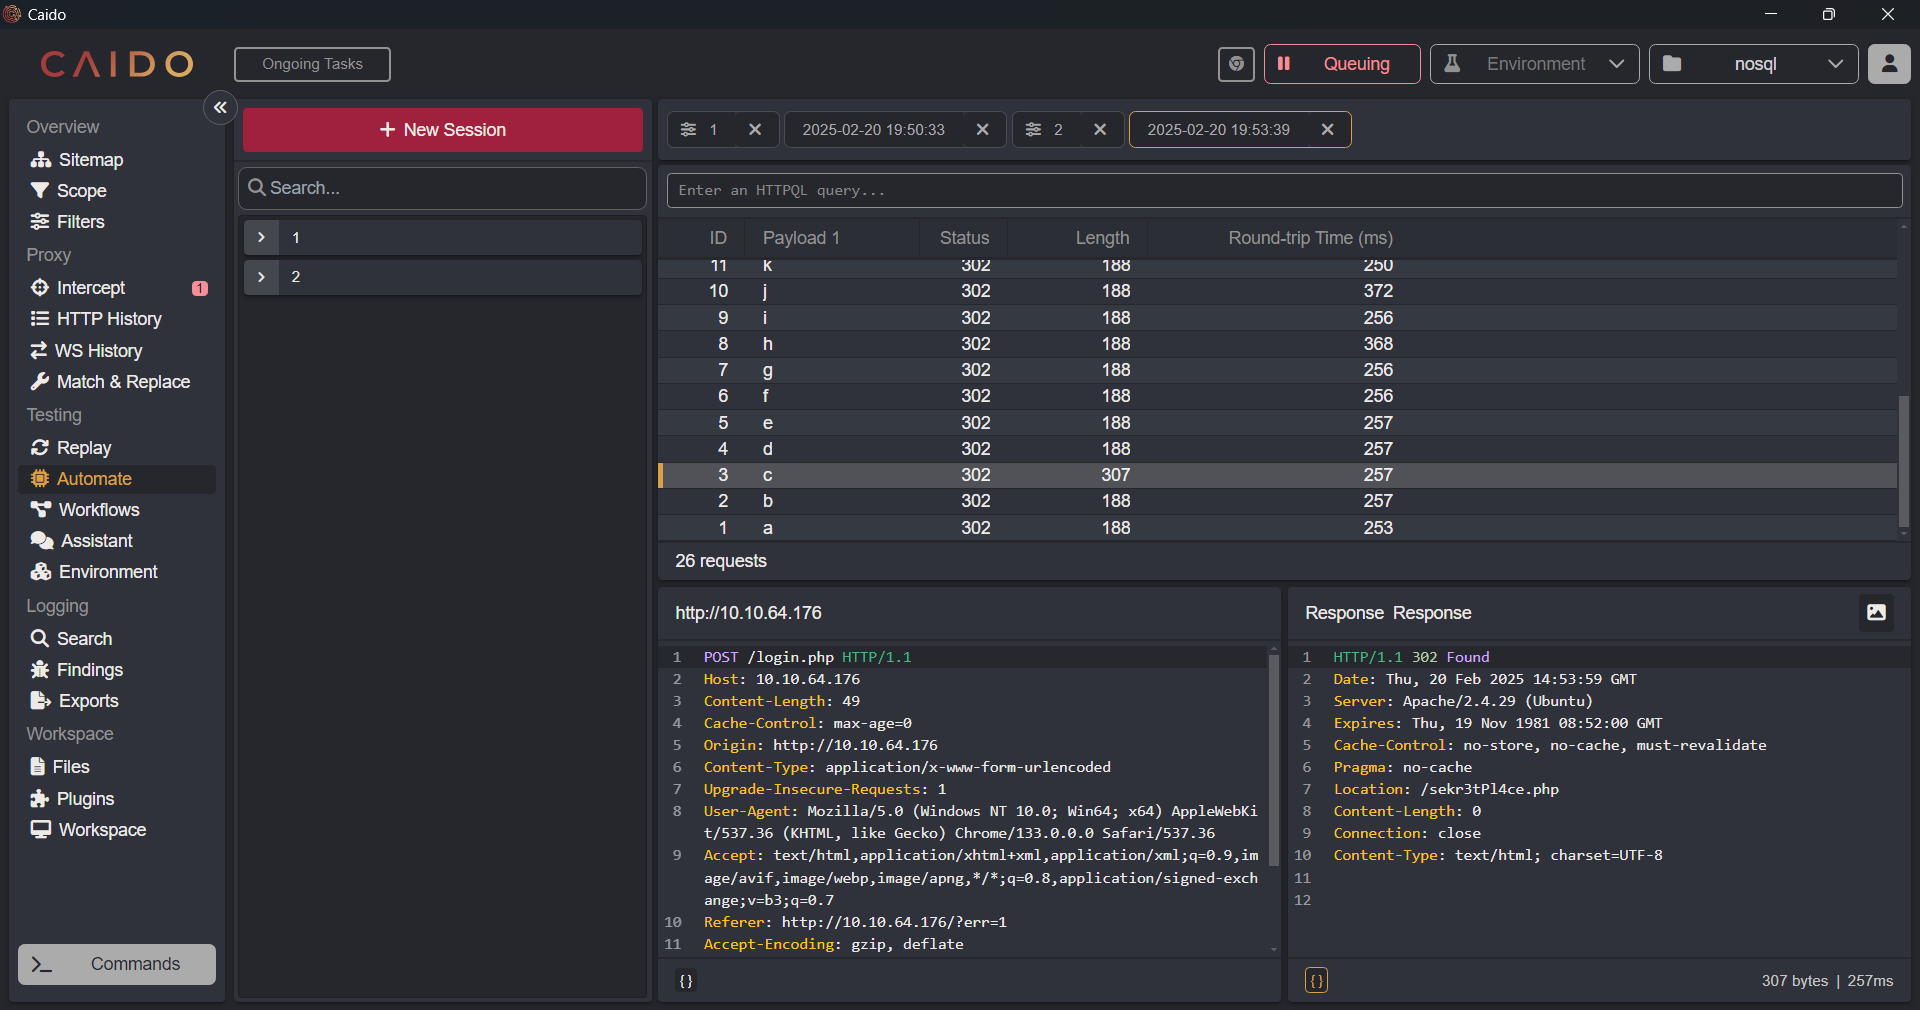 Caido
CAIDO
Ongoing Tasks
Queuing
Environment
nosql
Overview
Sitemap
Scope
Filters
Proxy
Intercept 1
HTTP History
WS History
Match & Replace
Testing
Replay
Automate
Workflows
Assistant
Environment
Logging
Search
Findings
Exports
Workspace
Files
Plugins
Workspace
Commands
+ New Session
Search...
1
2
1 2025-02-20 19:50:33 2 2025-02-20 19:53:39
Enter an HTTPQL query...
ID Payload 1 Status Length Round-trip Time (ms)
11 k 302 188 250
10 j 302 188 372
9 i 302 188 256
8 h 302 188 368
7 g 302 188 256
6 f 302 188 256
5 e 302 188 257
4 d 302 188 257
3 c 302 307 257
2 b 302 188 257
1 a 302 188 253
26 requests
http://10.10.64.176
1 POST /login.php HTTP/1.1
2 Host: 10.10.64.176
3 Content-Length: 49
4 Cache-Control: max-age=0
5 Origin: http://10.10.64.176
6 Content-Type: application/x-www-form-urlencoded
7 Upgrade-Insecure-Requests: 1
8 User-Agent: Mozilla/5.0 (Windows NT 10.0; Win64; x64) AppleWebKi
t/537.36 (KHTML, like Gecko) Chrome/133.0.0.0 Safari/537.36
9 Accept: text/html,application/xhtml+xml,application/xml;q=0.9,im
age/avif,image/webp,image/apng,*/*;q=0.8,application/signed-exch
ange;v=b3;q=0.7
10 Referer: http://10.10.64.176/?err=1
11 Accept-Encoding: gzip, deflate
{}
Response Response
1 HTTP/1.1 302 Found
2 Date: Thu, 20 Feb 2025 14:53:59 GMT
3 Server: Apache/2.4.29 (Ubuntu)
4 Expires: Thu, 19 Nov 1981 08:52:00 GMT
5 Cache-Control: no-store, no-cache, must-revalidate
6 Pragma: no-cache
7 Location: /sekr3tPl4ce.php
8 Content-Length: 0
9 Connection: close
10 Content-Type: text/html; charset=UTF-8
11
12
{}
307 bytes | 257ms